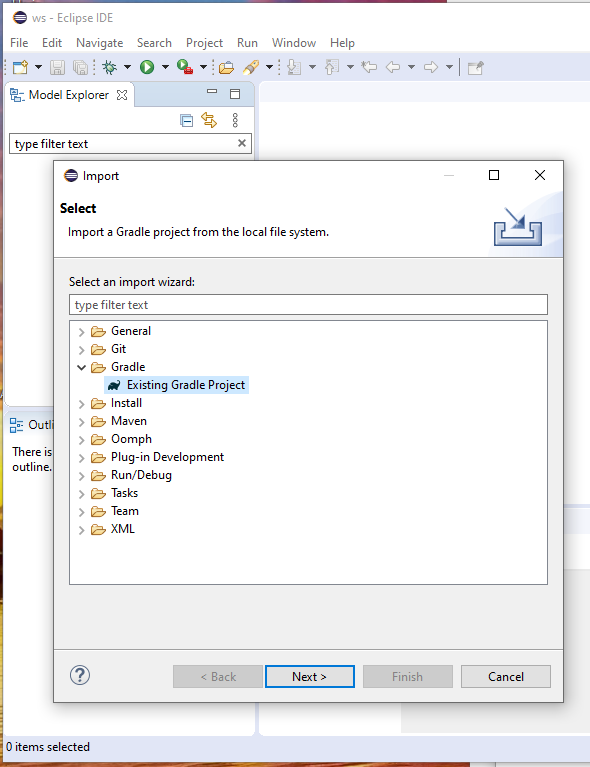 ws - Eclipse IDE
File Edit Navigate Search Project Run Window Help
Model Explorer
type filter text
Import
Select
Import a Gradle project from the local file system.
Select an import wizard:
type filter text
General
Git
Gradle
Existing Gradle Project
Install
Maven
Oomph
Plug-in Development
Run/Debug
Tasks
Team
XML
Outli
There is
outline.
? < Back Next > Finish Cancel
0 items selected